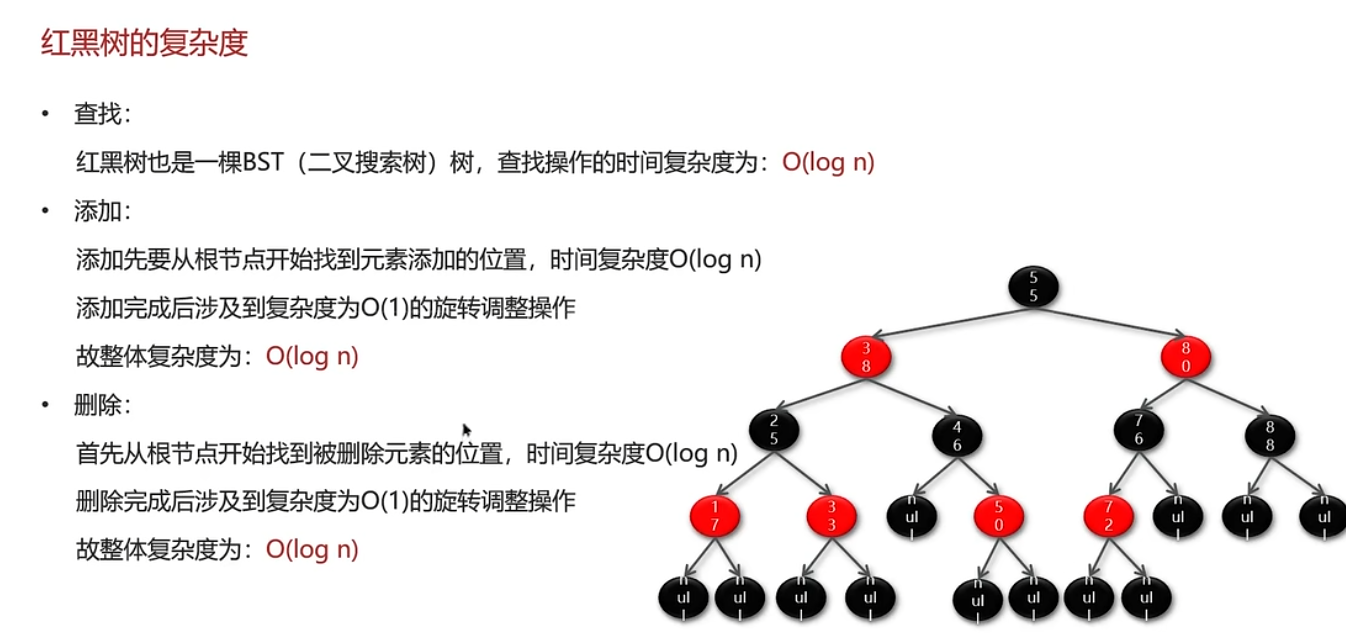 红黑树的复杂度
• 查找：
红黑树也是一棵BST（二叉搜索树）树，查找操作的时间复杂度为：O(log n)
• 添加：
添加先要从根节点开始找到元素添加的位置，时间复杂度O(log n)
添加完成后涉及到复杂度为O(1)的旋转调整操作
故整体复杂度为：O(log n)
• 删除：
首先从根节点开始找到被删除元素的位置，时间复杂度O(log n)
删除完成后涉及到复杂度为O(1)的旋转调整操作
故整体复杂度为：O(log n)
55
38 80
25 46 76 88
17 33 null 50 72 null null null
null null null null null null null null